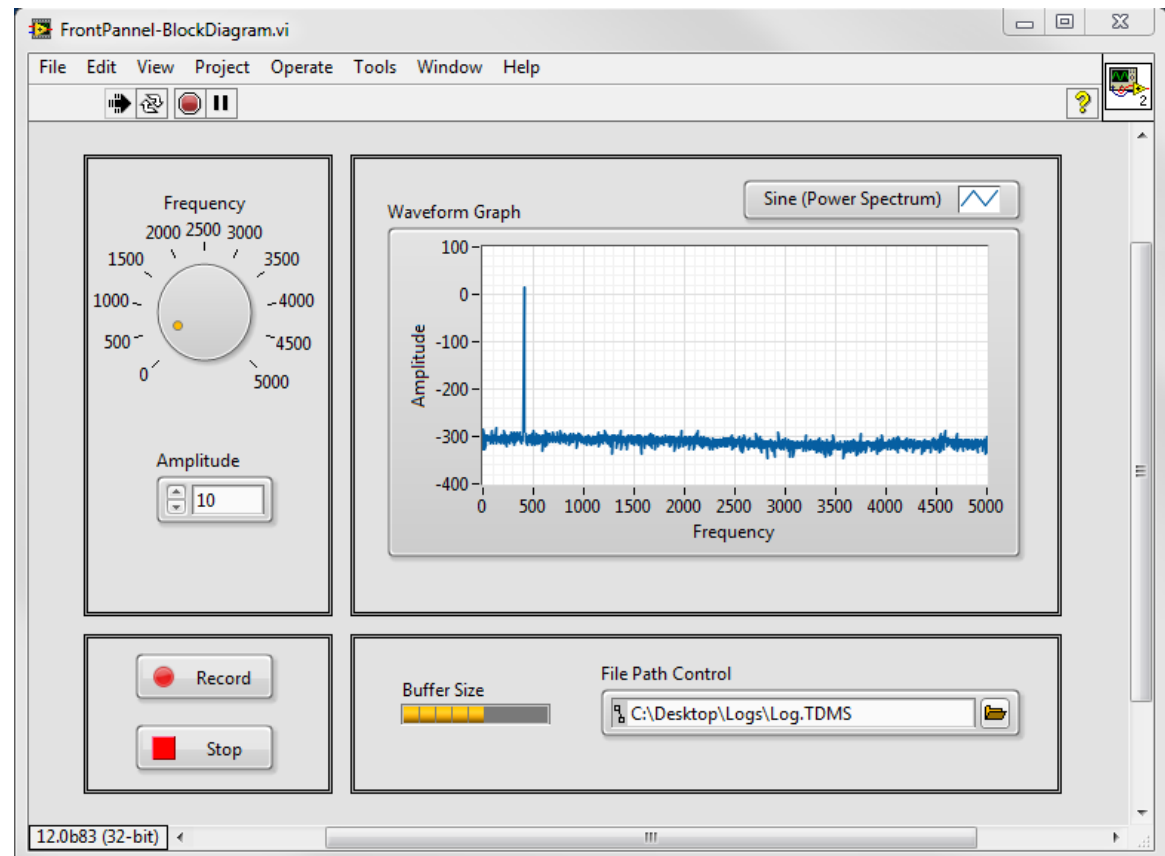 FrontPannel-BlockDiagram.vi
File Edit View Project Operate Tools Window Help
2
Frequency
0
500
1000
1500
2000
2500
3000
3500
4000
4500
5000
Amplitude
10
Waveform Graph
Sine (Power Spectrum)
Amplitude
100
0
-100
-200
-300
-400
0 500 1000 1500 2000 2500 3000 3500 4000 4500 5000
Frequency
Record
Stop
Buffer Size
File Path Control
C:\Desktop\Logs\Log.TDMS
12.0b83 (32-bit)